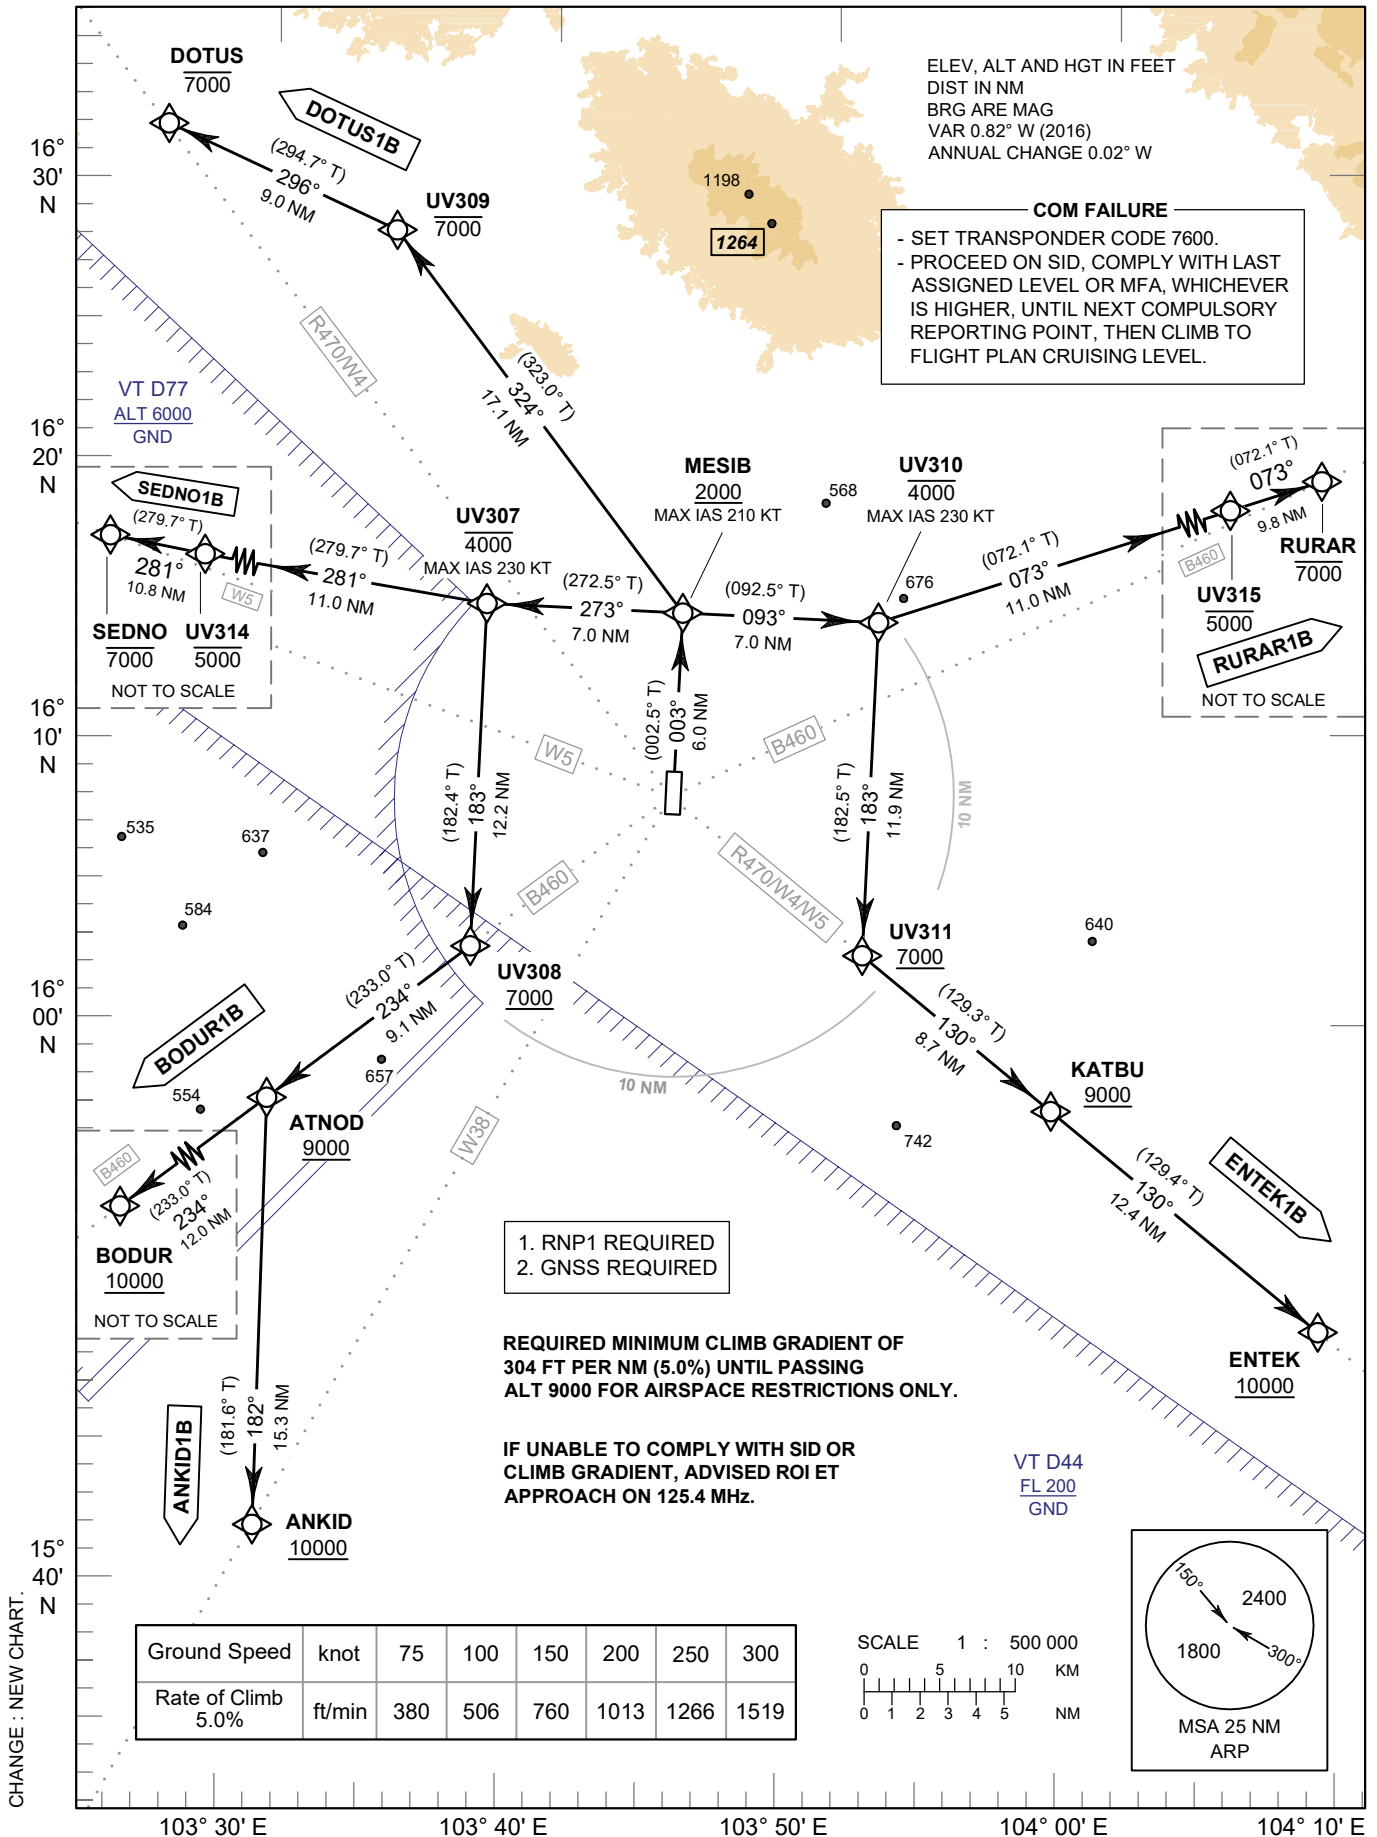 DOTUS
7000
DOTUS1B
(294.7° T)
296°
9.0 NM
UV309
7000
ELEV, ALT AND HGT IN FEET
DIST IN NM
BRG ARE MAG
VAR 0.82° W (2016)
ANNUAL CHANGE 0.02° W
16°
30'
N
1198
1264
COM FAILURE
- SET TRANSPONDER CODE 7600.
- PROCEED ON SID, COMPLY WITH LAST
ASSIGNED LEVEL OR MFA, WHICHEVER
IS HIGHER, UNTIL NEXT COMPULSORY
REPORTING POINT, THEN CLIMB TO
FLIGHT PLAN CRUISING LEVEL.
R470/W4
(323.0° T)
324°
17.1 NM
VT D77
ALT 6000
GND
16°
20'
N
SEDNO1B
(279.7° T)
281°
10.8 NM
SEDNO
7000
UV314
5000
NOT TO SCALE
W5
(279.7° T)
281°
11.0 NM
UV307
4000
MAX IAS 230 KT
(272.5° T)
273°
7.0 NM
MESIB
2000
MAX IAS 210 KT
(092.5° T)
093°
7.0 NM
568
UV310
4000
MAX IAS 230 KT
676
(072.1° T)
073°
11.0 NM
(072.1° T)
073°
9.8 NM
B460
RURAR
7000
UV315
5000
RURAR1B
NOT TO SCALE
16°
10'
N
(002.5° T)
003°
6.0 NM
W5
B460
(182.4° T)
183°
12.2 NM
(182.5° T)
183°
11.9 NM
10 NM
535
637
584
B460
R470/W4/W5
UV311
7000
640
UV308
7000
16°
00'
N
(233.0° T)
234°
9.1 NM
BODUR1B
657
554
10 NM
(129.3° T)
130°
8.7 NM
KATBU
9000
ATNOD
9000
W38
742
B460
(233.0° T)
234°
12.0 NM
BODUR
10000
NOT TO SCALE
(129.4° T)
130°
12.4 NM
ENTEK1B
1. RNP1 REQUIRED
2. GNSS REQUIRED
REQUIRED MINIMUM CLIMB GRADIENT OF
304 FT PER NM (5.0%) UNTIL PASSING
ALT 9000 FOR AIRSPACE RESTRICTIONS ONLY.
ENTEK
10000
(181.6° T)
182°
15.3 NM
ANKID1B
IF UNABLE TO COMPLY WITH SID OR
CLIMB GRADIENT, ADVISED ROI ET
APPROACH ON 125.4 MHz.
VT D44
FL 200
GND
ANKID
10000
15°
40'
N
150°
2400
1800
300°
MSA 25 NM
ARP
CHANGE : NEW CHART.
Ground Speed knot 75 100 150 200 250 300
Rate of Climb 5.0% ft/min 380 506 760 1013 1266 1519
SCALE 1 : 500 000
0 5 10 KM
0 1 2 3 4 5 NM
103° 30' E 103° 40' E 103° 50' E 104° 00' E 104° 10' E